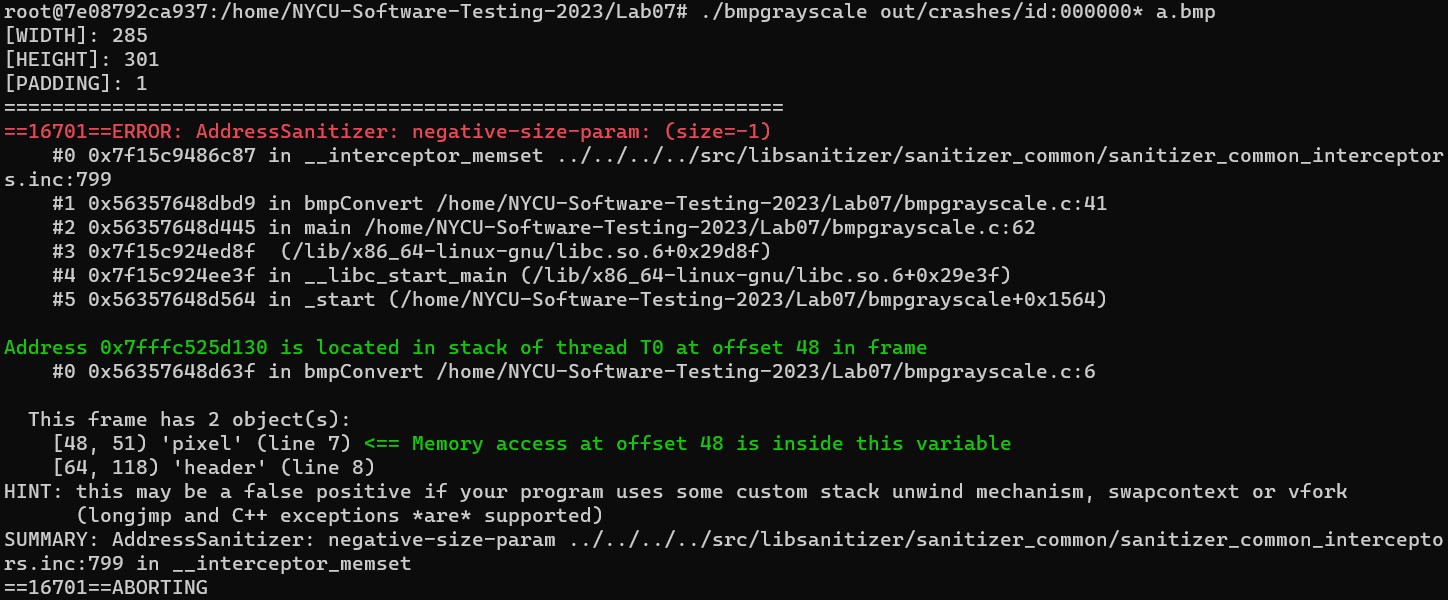 root@7e08792ca937:/home/NYCU-Software-Testing-2023/Lab07# ./bmpgrayscale out/crashes/id:000000* a.bmp
[WIDTH]: 285
[HEIGHT]: 301
[PADDING]: 1
=================================================================
==16701==ERROR: AddressSanitizer: negative-size-param: (size=-1)
    #0 0x7f15c9486c87 in __interceptor_memset ../../../../src/libsanitizer/sanitizer_common/sanitizer_common_interceptor
s.inc:799
    #1 0x56357648dbd9 in bmpConvert /home/NYCU-Software-Testing-2023/Lab07/bmpgrayscale.c:41
    #2 0x56357648d445 in main /home/NYCU-Software-Testing-2023/Lab07/bmpgrayscale.c:62
    #3 0x7f15c924ed8f  (/lib/x86_64-linux-gnu/libc.so.6+0x29d8f)
    #4 0x7f15c924ee3f in __libc_start_main (/lib/x86_64-linux-gnu/libc.so.6+0x29e3f)
    #5 0x56357648d564 in _start (/home/NYCU-Software-Testing-2023/Lab07/bmpgrayscale+0x1564)

Address 0x7fffc525d130 is located in stack of thread T0 at offset 48 in frame
    #0 0x56357648d63f in bmpConvert /home/NYCU-Software-Testing-2023/Lab07/bmpgrayscale.c:6

  This frame has 2 object(s):
    [48, 51) 'pixel' (line 7) <== Memory access at offset 48 is inside this variable
    [64, 118) 'header' (line 8)
HINT: this may be a false positive if your program uses some custom stack unwind mechanism, swapcontext or vfork
      (longjmp and C++ exceptions *are* supported)
SUMMARY: AddressSanitizer: negative-size-param ../../../../src/libsanitizer/sanitizer_common/sanitizer_common_intercepto
rs.inc:799 in __interceptor_memset
==16701==ABORTING